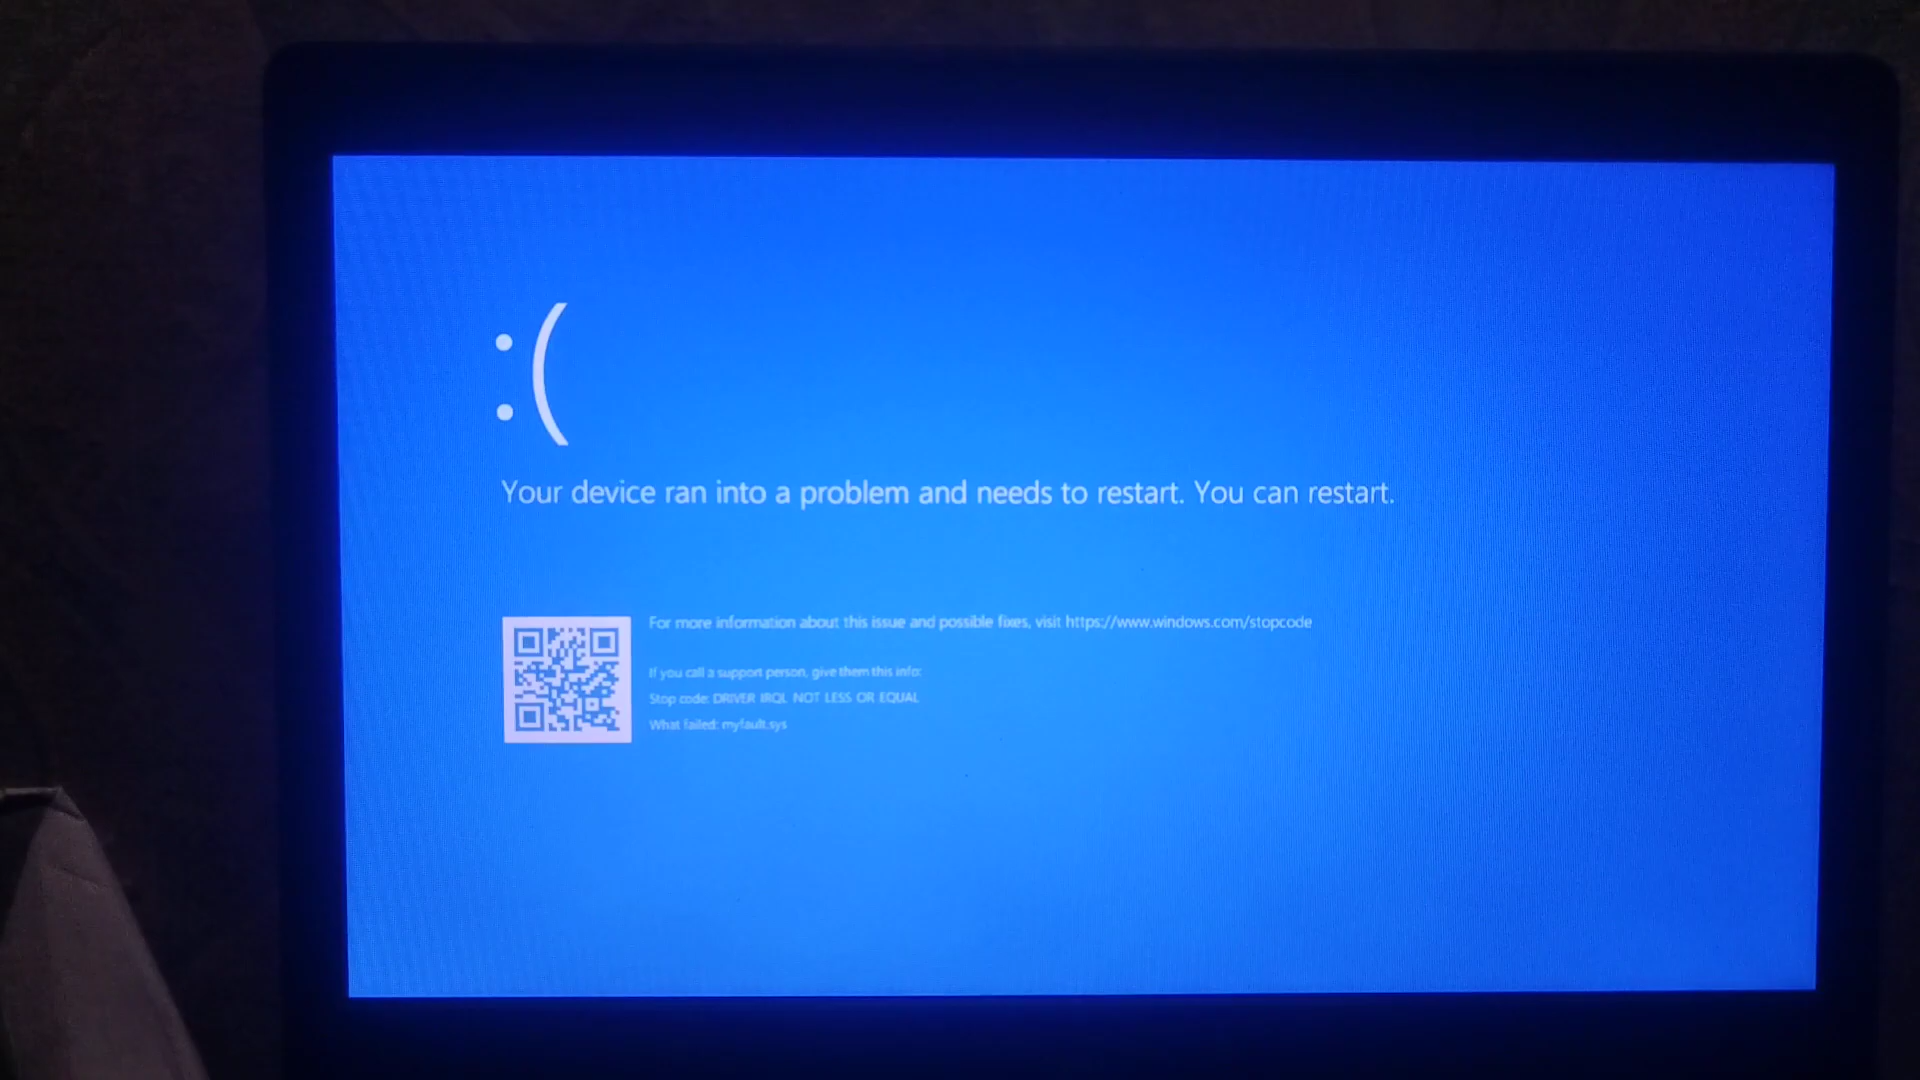 :(
Your device ran into a problem and needs to restart. You can restart.
For more information about this issue and possible fixes, visit https://www.windows.com/stopcode
If you call a support person, give them this info:
Stop code: DRIVER IRQL NOT LESS OR EQUAL
What failed: myfault.sys